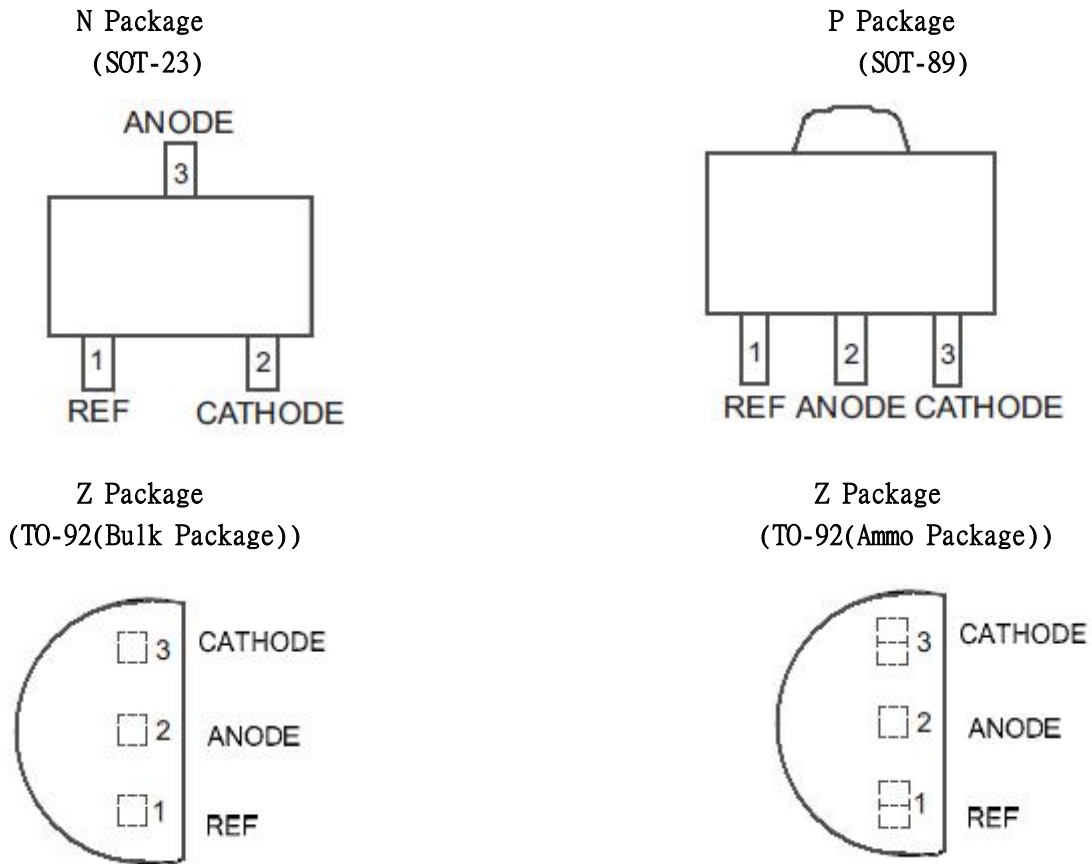 N Package
(SOT-23)
ANODE
3
1
2
REF
CATHODE
P Package
(SOT-89)
1
2
3
REF ANODE CATHODE
Z Package
(TO-92(Bulk Package))
3 CATHODE
2 ANODE
1 REF
Z Package
(TO-92(Ammo Package))
3 CATHODE
2 ANODE
1 REF